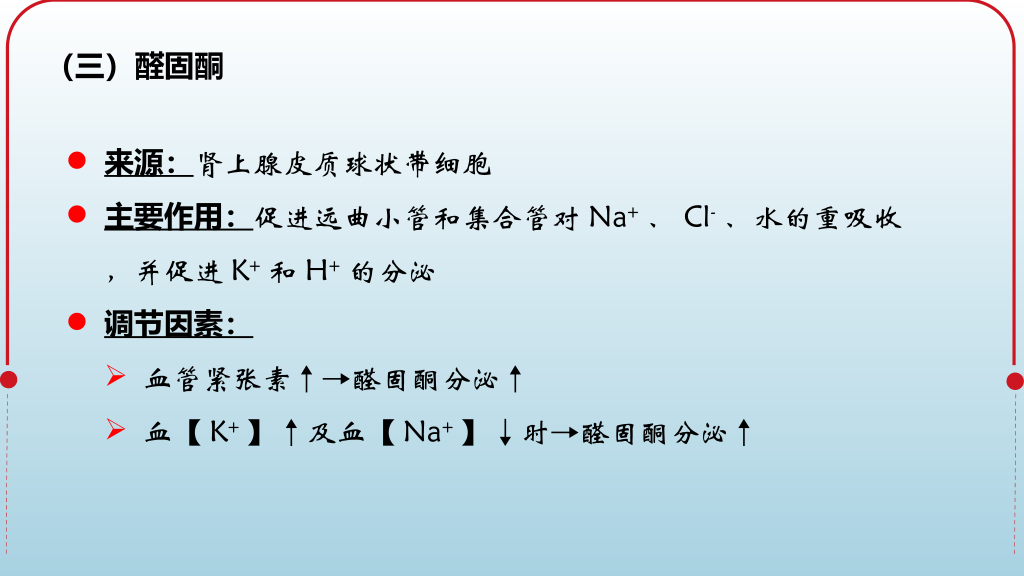 （三）醛固酮
来源：肾上腺皮质球状带细胞
主要作用：促进远曲小管和集合管对 Na⁺ 、 Cl⁻ 、水的重吸收
，并促进 K⁺ 和 H⁺ 的分泌
调节因素：
血管紧张素↑→醛固酮分泌↑
血【 K⁺ 】↑及血【 Na⁺ 】↓时→醛固酮分泌↑